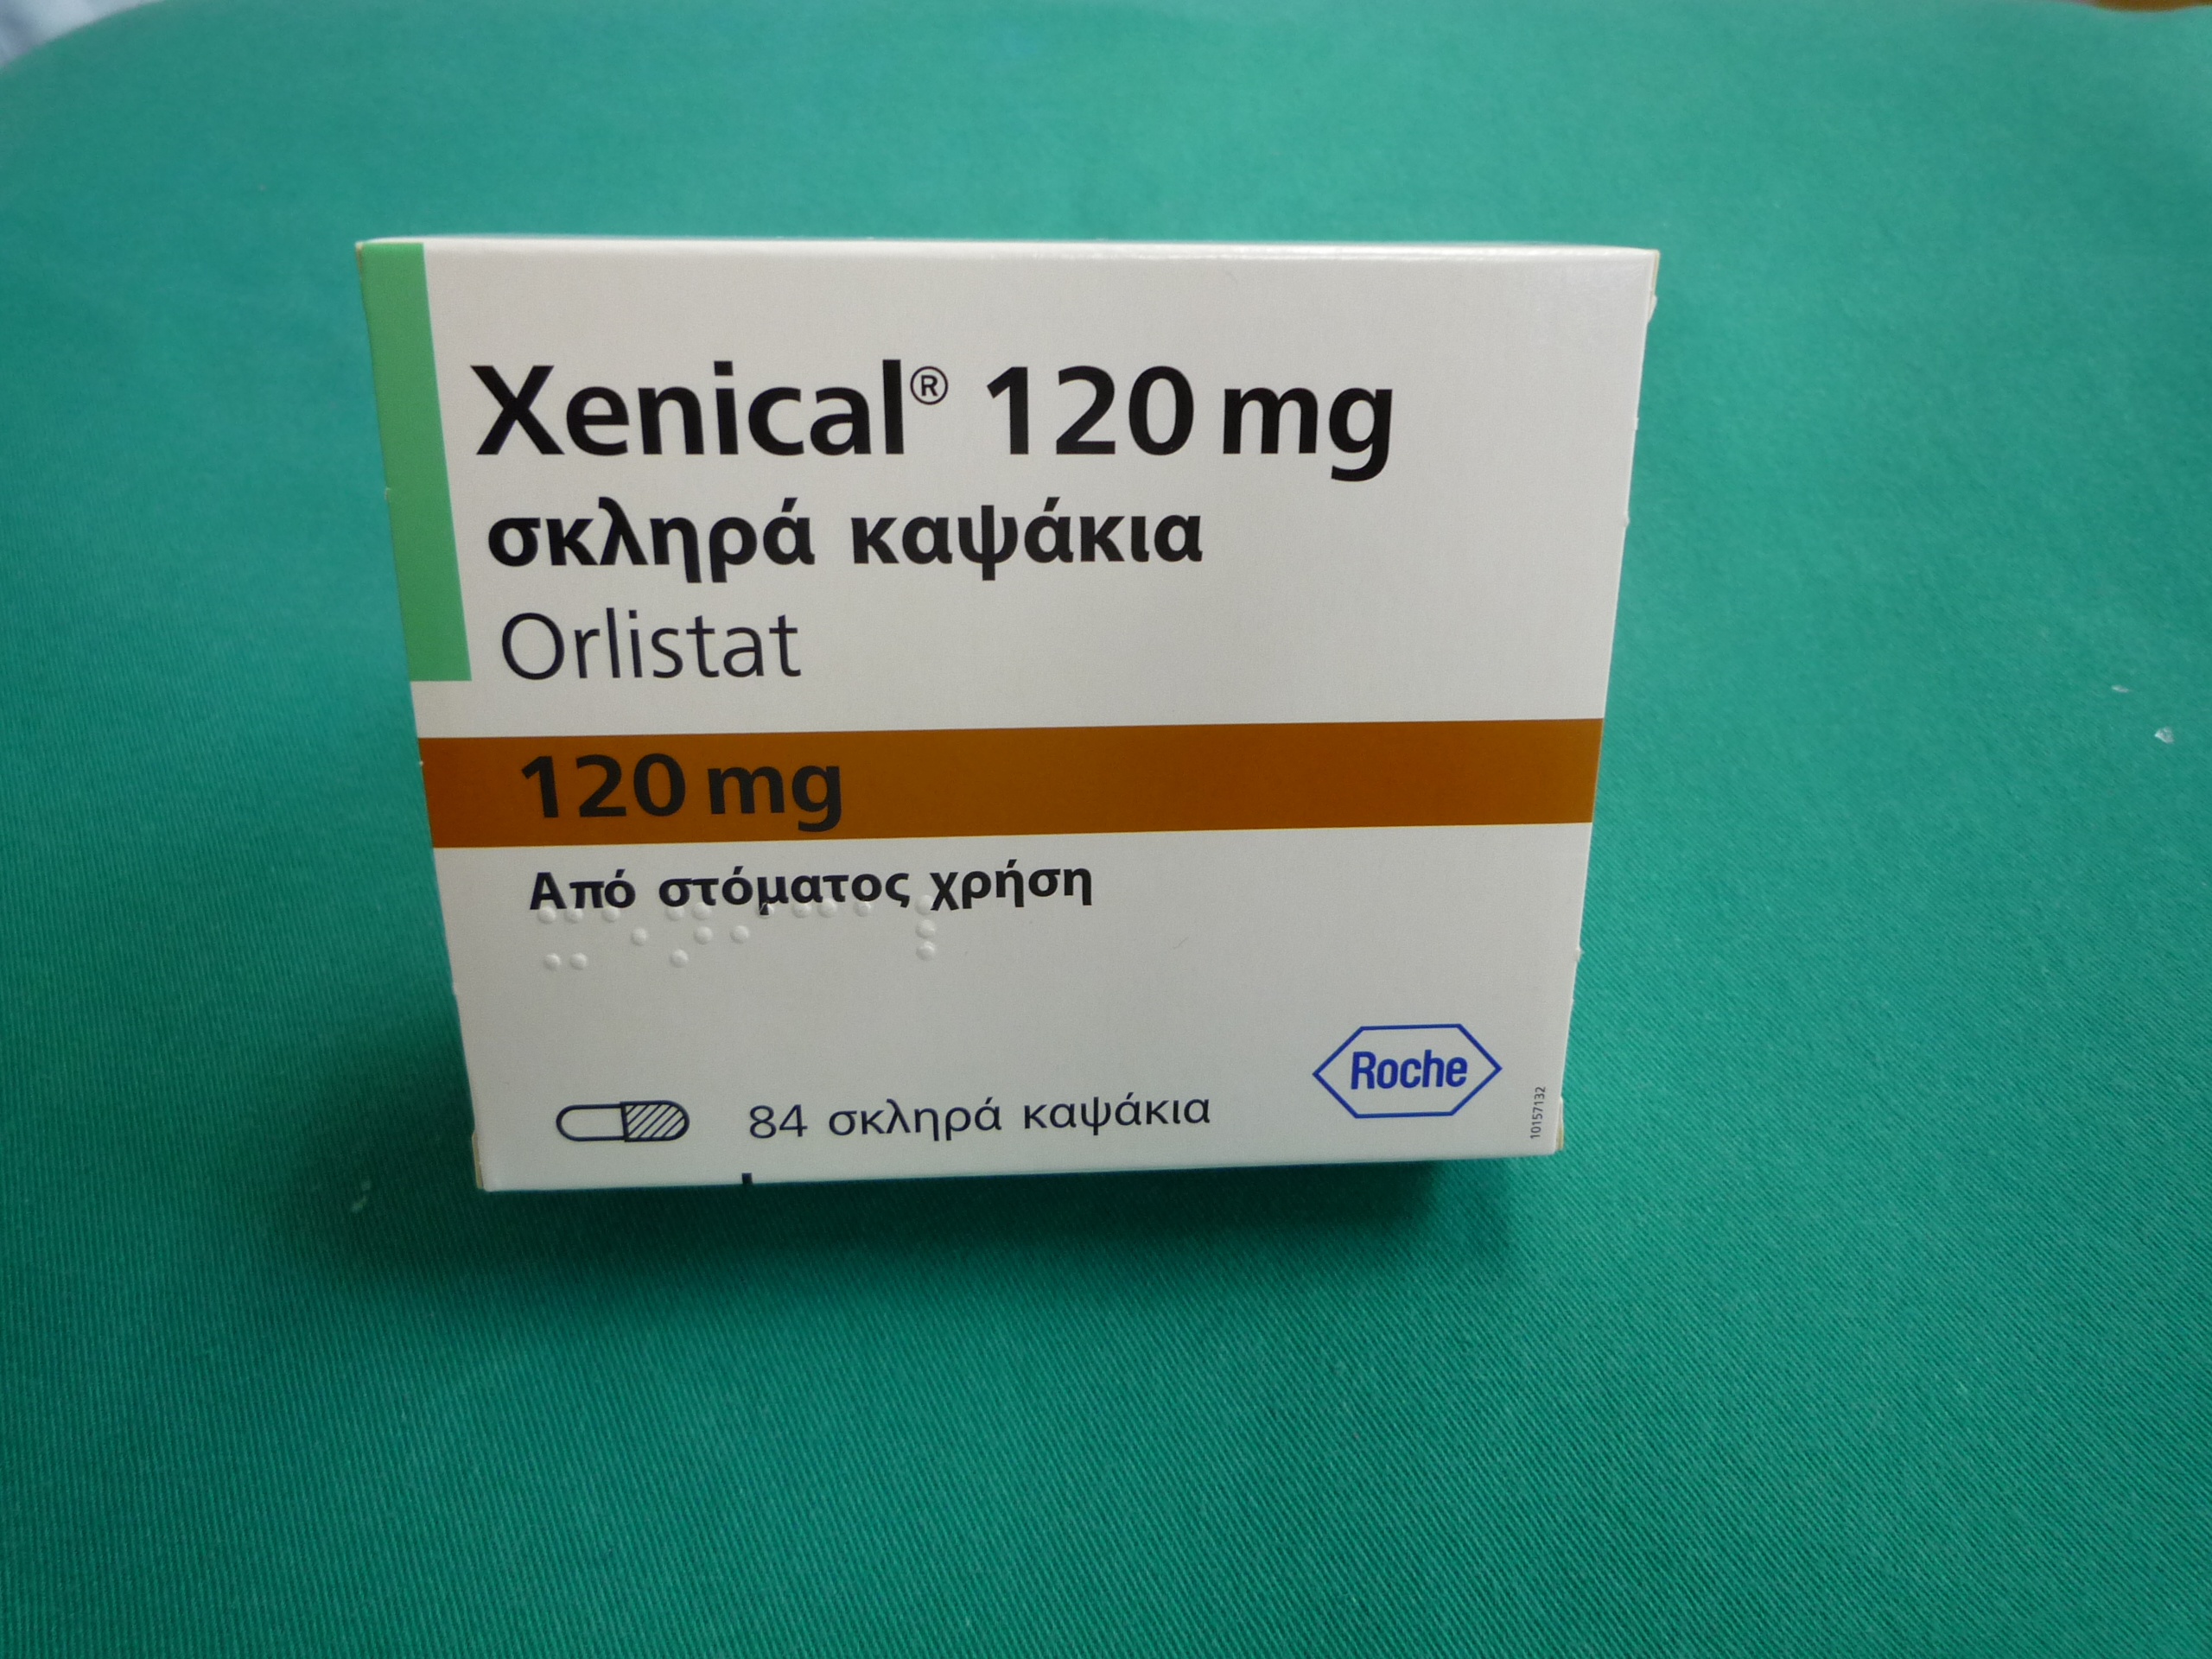 Xenical® 120 mg
σκληρά καψάκια
Orlistat
120 mg
Από στόματος χρήση
84 σκληρά καψάκια
Roche
10157132